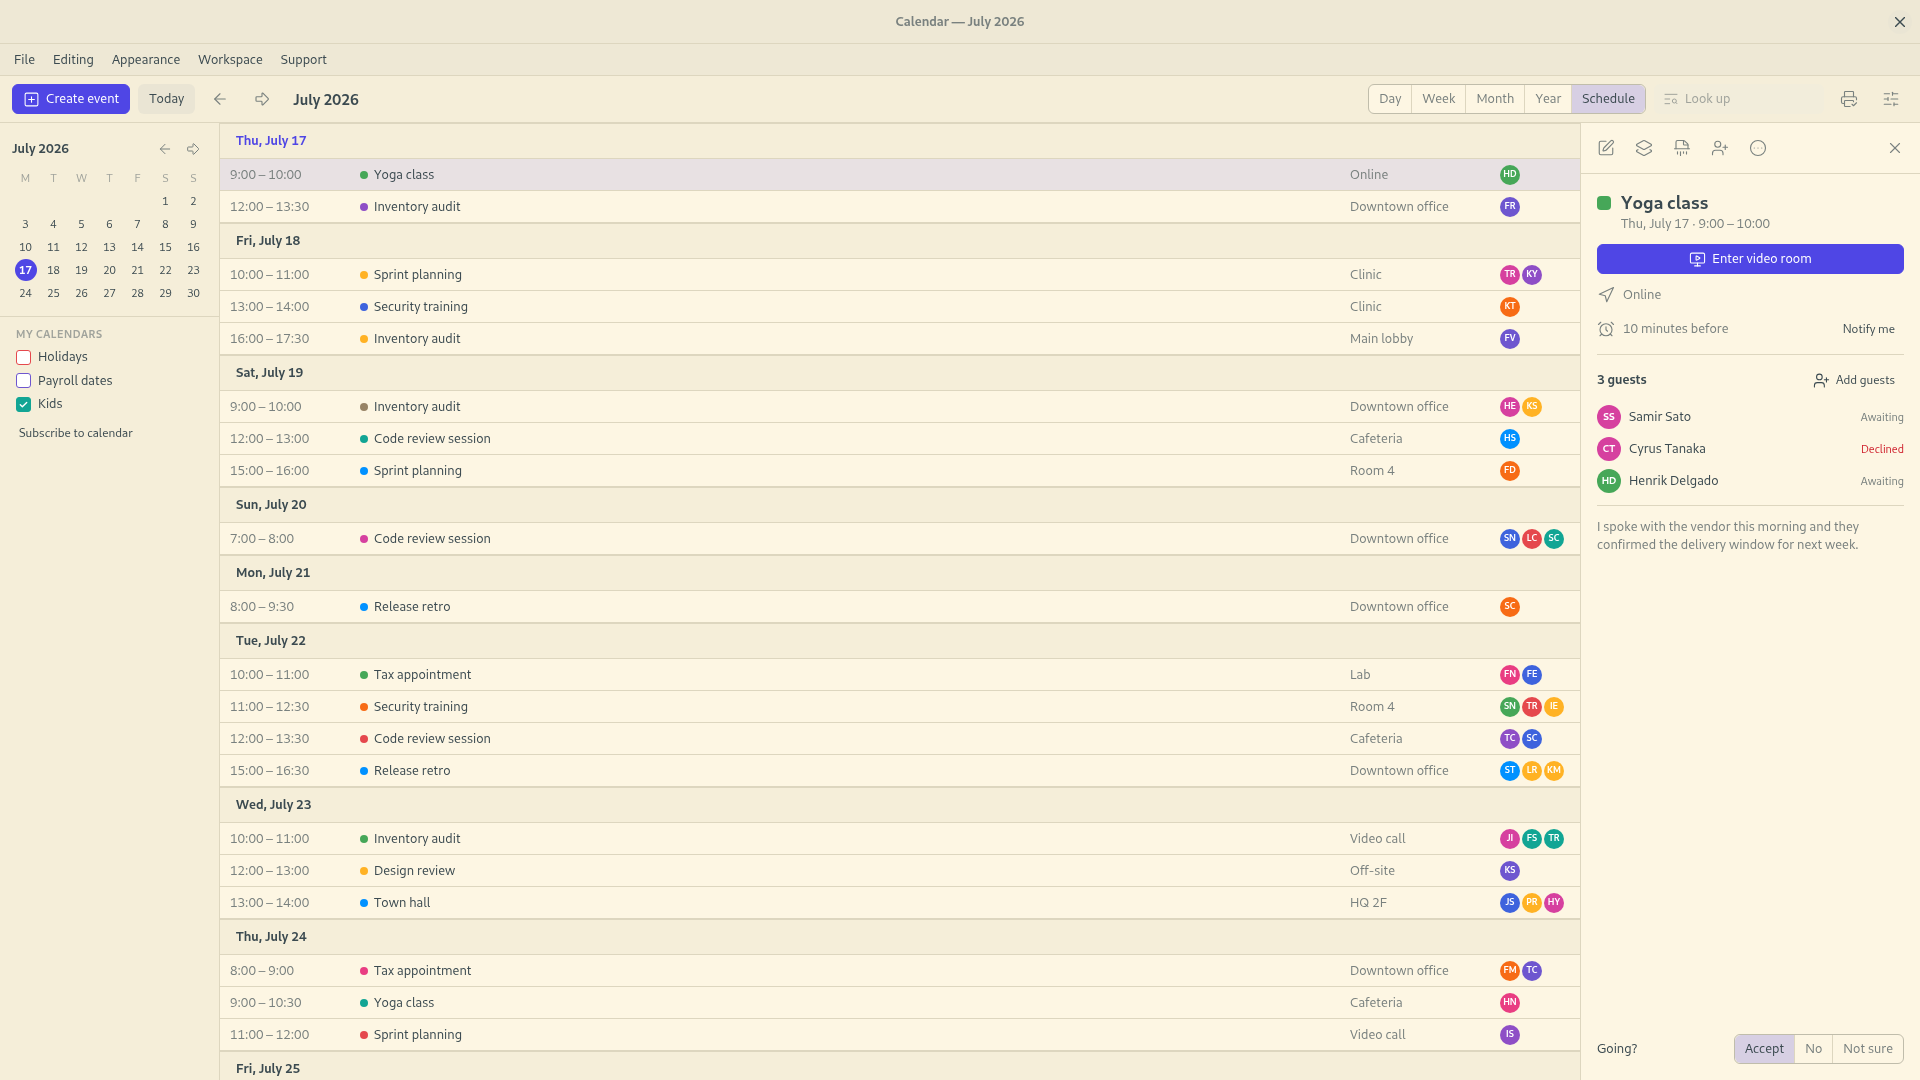 Calendar — July 2026
File Editing Appearance Workspace Support
Create event Today July 2026 Day Week Month Year Schedule Look up
July 2026
M T W T F S S
1 2
3 4 5 6 7 8 9
10 11 12 13 14 15 16
17 18 19 20 21 22 23
24 25 26 27 28 29 30
MY CALENDARS
Holidays
Payroll dates
Kids
Subscribe to calendar
Thu, July 17
9:00 – 10:00 Yoga class Online HD
12:00 – 13:30 Inventory audit Downtown office FR
Fri, July 18
10:00 – 11:00 Sprint planning Clinic TR KY
13:00 – 14:00 Security training Clinic KT
16:00 – 17:30 Inventory audit Main lobby FV
Sat, July 19
9:00 – 10:00 Inventory audit Downtown office HE KS
12:00 – 13:00 Code review session Cafeteria HS
15:00 – 16:00 Sprint planning Room 4 FD
Sun, July 20
7:00 – 8:00 Code review session Downtown office SN LC SC
Mon, July 21
8:00 – 9:30 Release retro Downtown office SC
Tue, July 22
10:00 – 11:00 Tax appointment Lab FN FE
11:00 – 12:30 Security training Room 4 SN TR IE
12:00 – 13:30 Code review session Cafeteria TC SC
15:00 – 16:30 Release retro Downtown office ST LR KM
Wed, July 23
10:00 – 11:00 Inventory audit Video call JI FS TR
12:00 – 13:00 Design review Off-site KS
13:00 – 14:00 Town hall HQ 2F JS PR HY
Thu, July 24
8:00 – 9:00 Tax appointment Downtown office FM TC
9:00 – 10:30 Yoga class Cafeteria HN
11:00 – 12:00 Sprint planning Video call IS
Fri, July 25
Yoga class
Thu, July 17 · 9:00 – 10:00
Enter video room
Online
10 minutes before Notify me
3 guests Add guests
SS Samir Sato Awaiting
CT Cyrus Tanaka Declined
HD Henrik Delgado Awaiting
I spoke with the vendor this morning and they
confirmed the delivery window for next week.
Going? Accept No Not sure